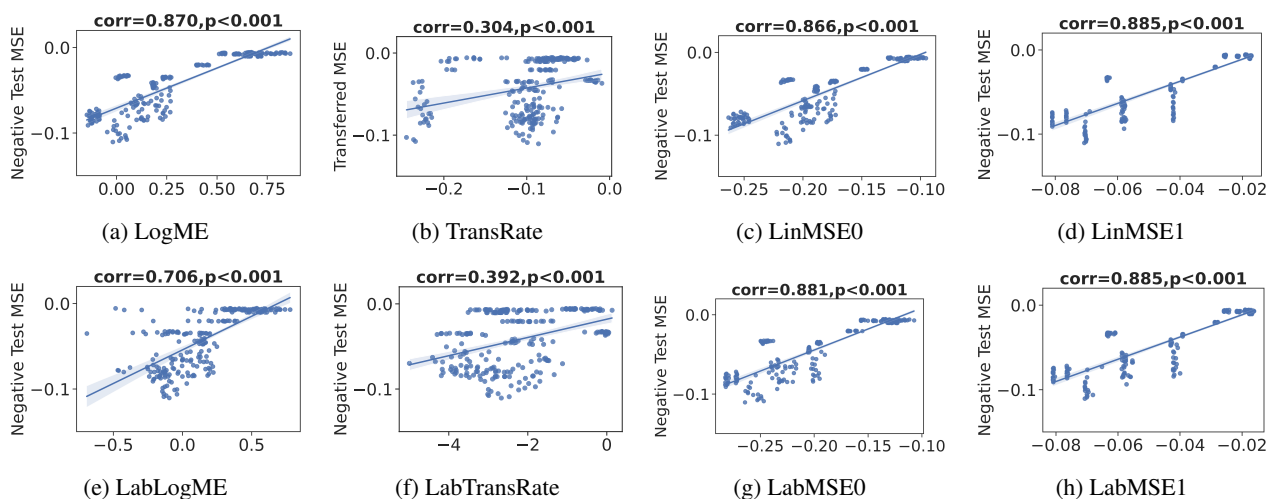 corr=0.870,p<0.001
Negative Test MSE
0.0
−0.1
0.00 0.25 0.50 0.75
(a) LogME
corr=0.304,p<0.001
Transferred MSE
0.0
−0.1
−0.2 −0.1 0.0
(b) TransRate
corr=0.866,p<0.001
Negative Test MSE
0.0
−0.1
−0.25 −0.20 −0.15 −0.10
(c) LinMSE0
corr=0.885,p<0.001
Negative Test MSE
0.0
−0.1
−0.08 −0.06 −0.04 −0.02
(d) LinMSE1
corr=0.706,p<0.001
Negative Test MSE
0.0
−0.1
−0.5 0.0 0.5
(e) LabLogME
corr=0.392,p<0.001
Negative Test MSE
0.0
−0.1
−4 −2 0
(f) LabTransRate
corr=0.881,p<0.001
Negative Test MSE
0.0
−0.1
−0.25 −0.20 −0.15 −0.10
(g) LabMSE0
corr=0.885,p<0.001
Negative Test MSE
0.0
−0.1
−0.08 −0.06 −0.04 −0.02
(h) LabMSE1